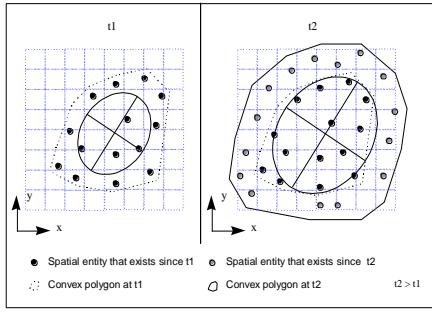 t1
t2
y
x
y
x
Spatial entity that exists since t1
Spatial entity that exists since t2
Convex polygon at t1
Convex polygon at t2
t2 > t1